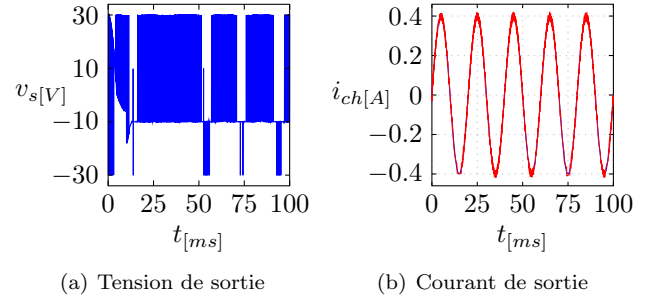 30
10
−10
−30
v_s[V]
0 25 50 75 100
t[ms]
(a) Tension de sortie
0.4
0.2
0
−0.2
−0.4
i_ch[A]
0 25 50 75 100
t[ms]
(b) Courant de sortie